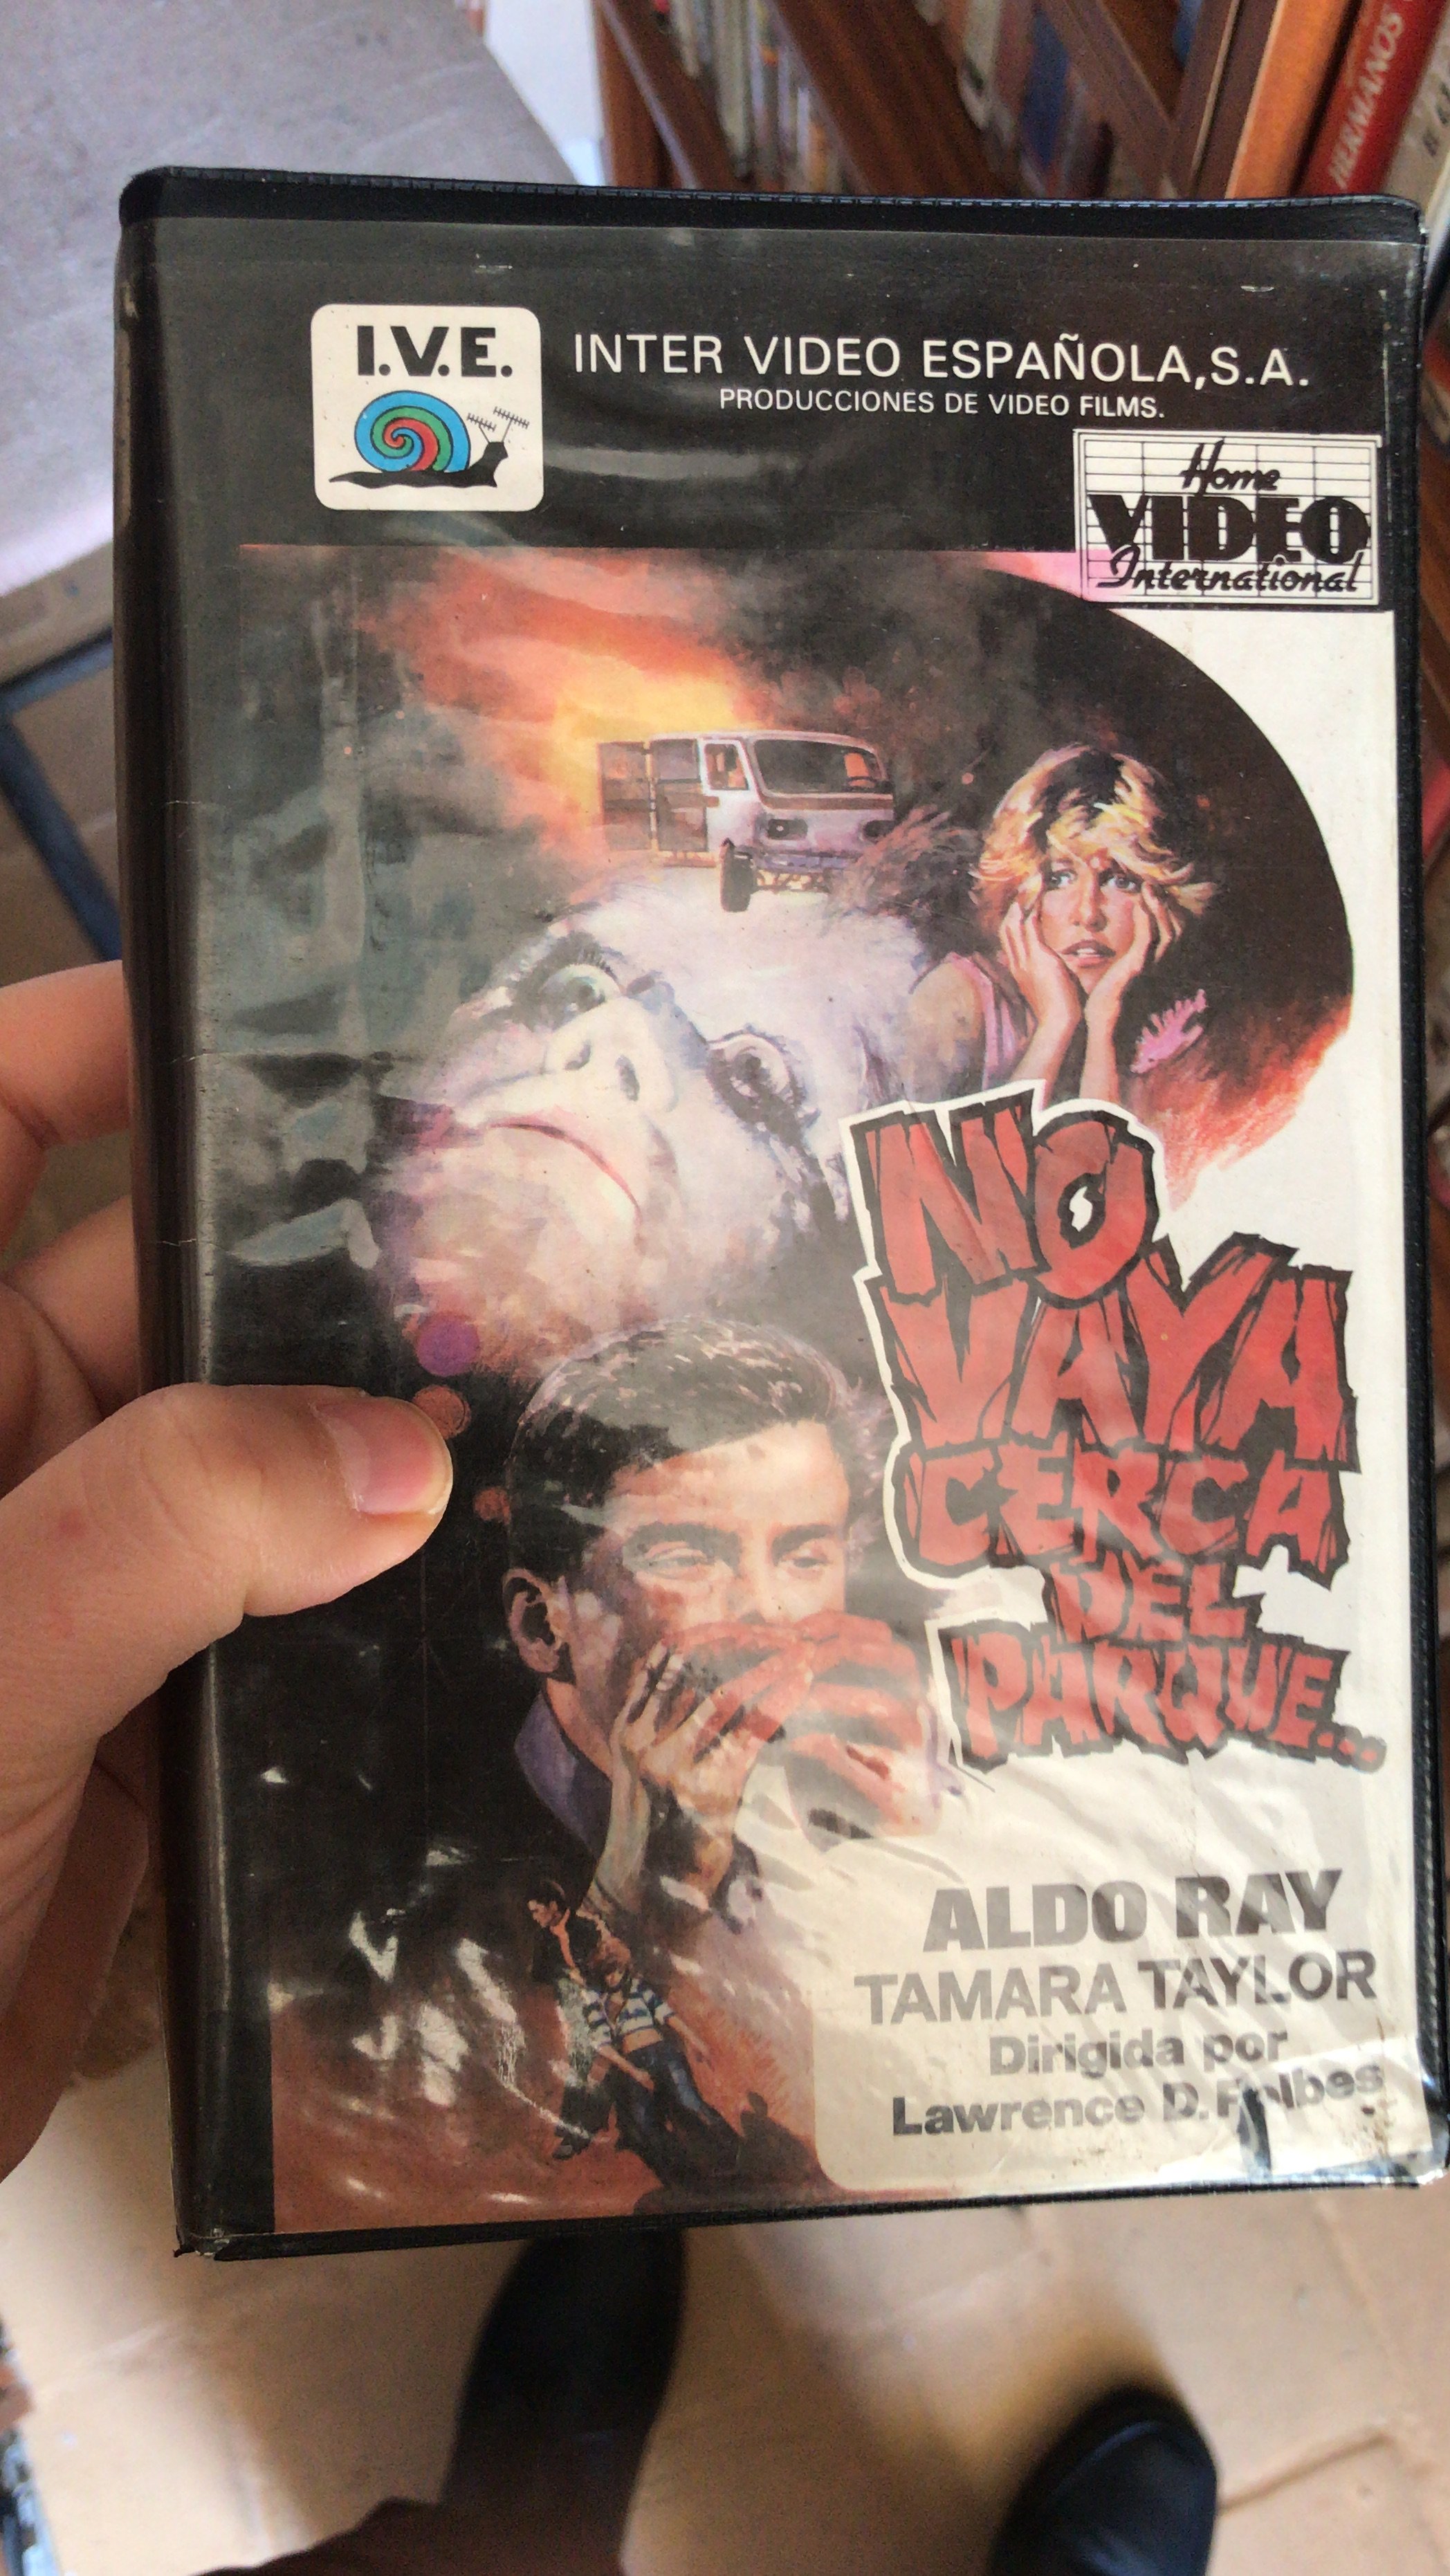 HERMANOS
I.V.E.
INTER VIDEO ESPAÑOLA,S.A.
PRODUCCIONES DE VIDEO FILMS.
Home
VIDEO
International
NO
VAYA
CERCA
DEL
PARQUE...
ALDO RAY
TAMARA TAYLOR
Dirigida por
Lawrence D.